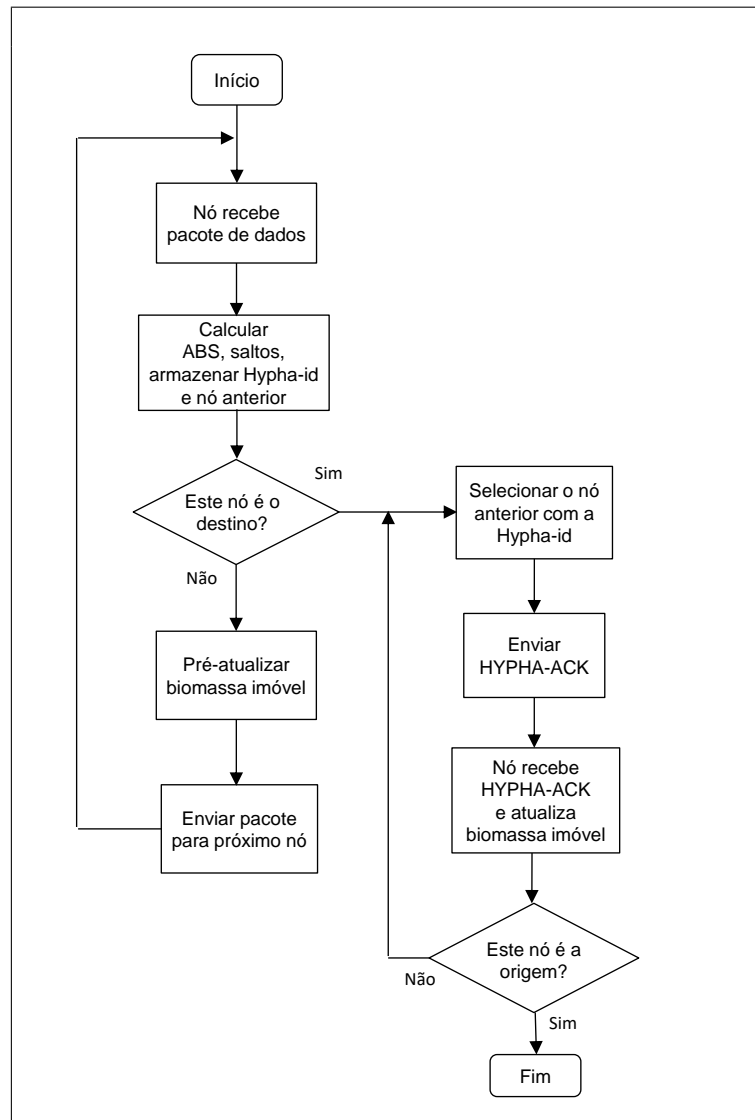 Início
Nó recebe
pacote de dados
Calcular
ABS, saltos,
armazenar Hypha-id
e nó anterior
Este nó é o
destino?
Sim
Não
Pré-atualizar
biomassa imóvel
Enviar pacote
para próximo nó
Selecionar o nó
anterior com a
Hypha-id
Enviar
HYPHA-ACK
Nó recebe
HYPHA-ACK
e atualiza
biomassa imóvel
Este nó é a
origem?
Não
Sim
Fim